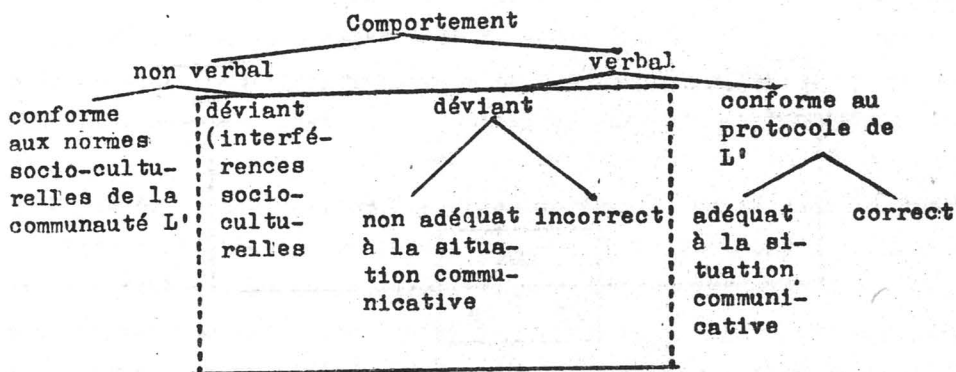 Comportement
non verbal
verbal
conforme
aux normes
socio-cultu-
relles de la
communauté L'
déviant
(interfé-
rences
socio-
cultu-
relles
déviant
non adéquat
à la situa-
tion commu-
nicative
incorrect
conforme au
protocole de
L'
adéquat
à la si-
tuation
communi-
cative
correct